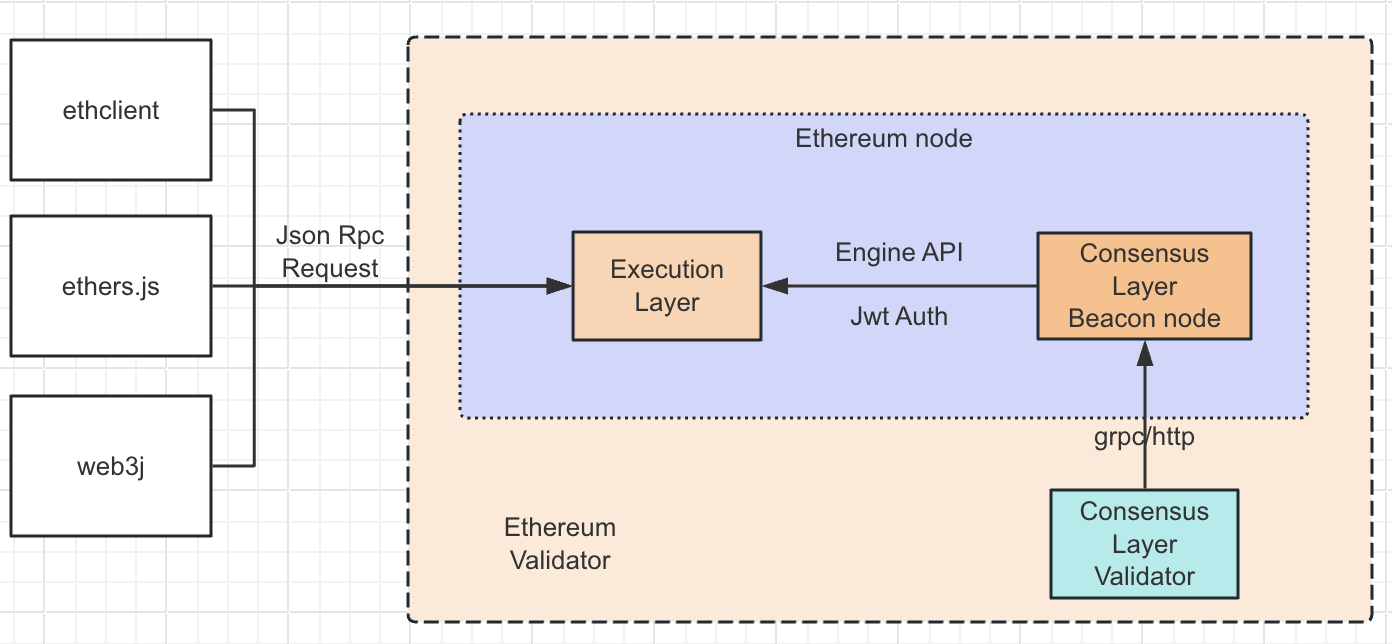 ethclient
ethers.js
web3j
Json Rpc
Request
Ethereum node
Execution
Layer
Engine API
Jwt Auth
Consensus
Layer
Beacon node
grpc/http
Consensus
Layer
Validator
Ethereum
Validator